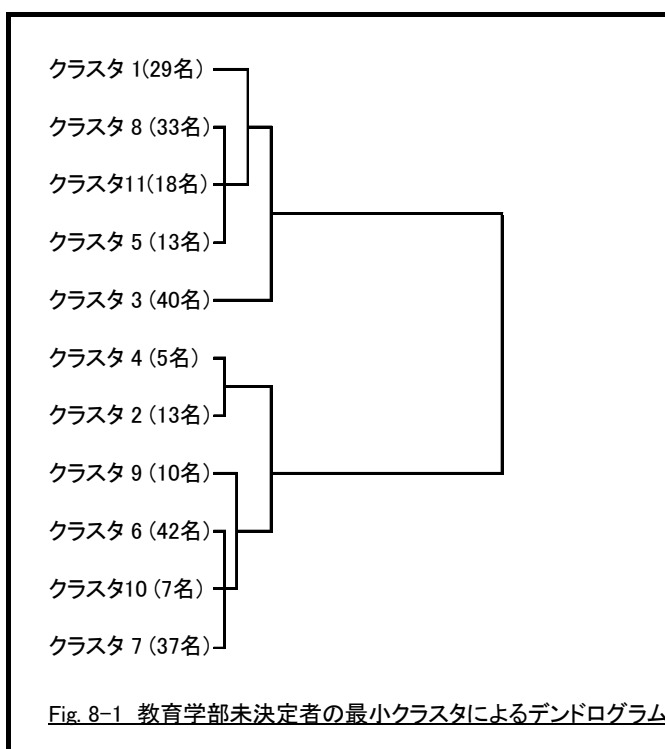 クラスタ 1(29名)
クラスタ 8 (33名)
クラスタ11(18名)
クラスタ 5 (13名)
クラスタ 3 (40名)
クラスタ 4 (5名)
クラスタ 2 (13名)
クラスタ 9 (10名)
クラスタ 6 (42名)
クラスタ10 (7名)
クラスタ 7 (37名)
Fig. 8-1 教育学部未決定者の最小クラスタによるデンドログラム